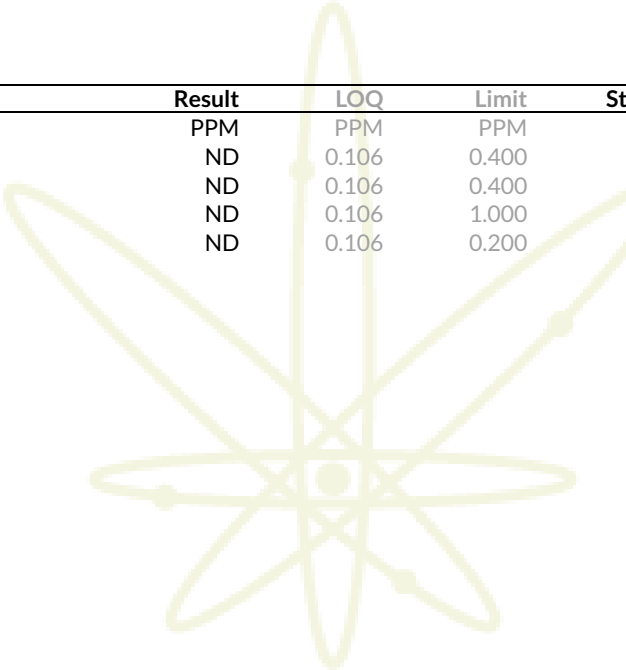 Result LOQ Limit St
PPM PPM PPM
ND 0.106 0.400
ND 0.106 0.400
ND 0.106 1.000
ND 0.106 0.200